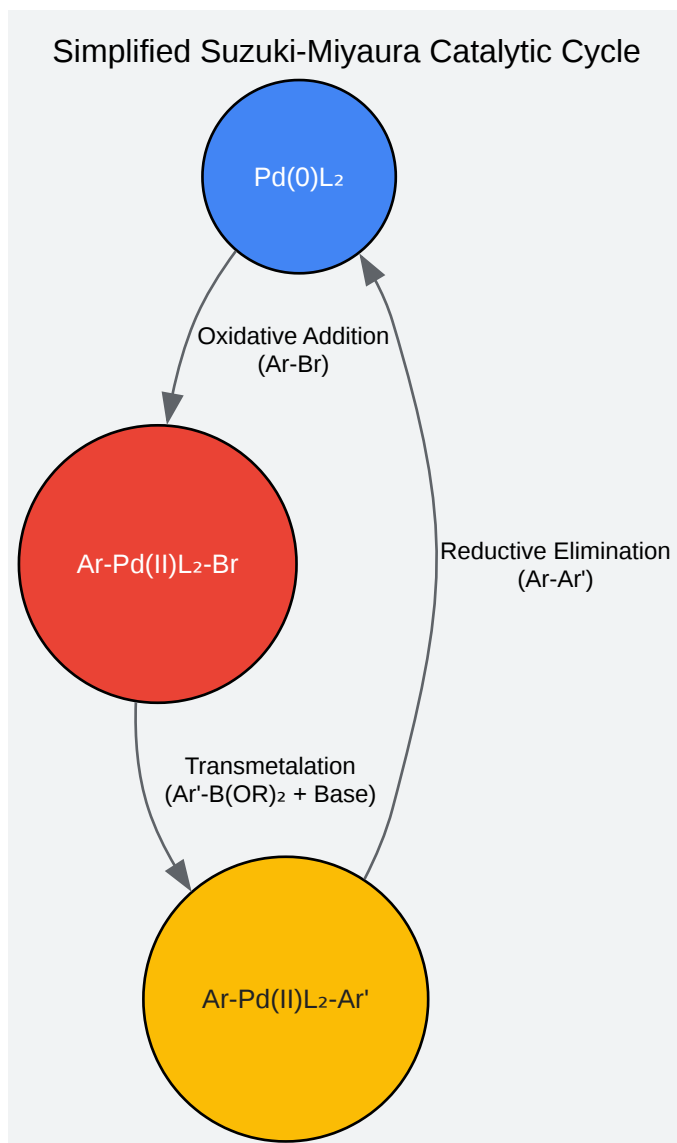 Simplified Suzuki-Miyaura Catalytic Cycle
Pd(0)L₂
Oxidative Addition
(Ar-Br)
Ar-Pd(II)L₂-Br
Reductive Elimination
(Ar-Ar')
Transmetalation
(Ar'-B(OR)₂ + Base)
Ar-Pd(II)L₂-Ar'